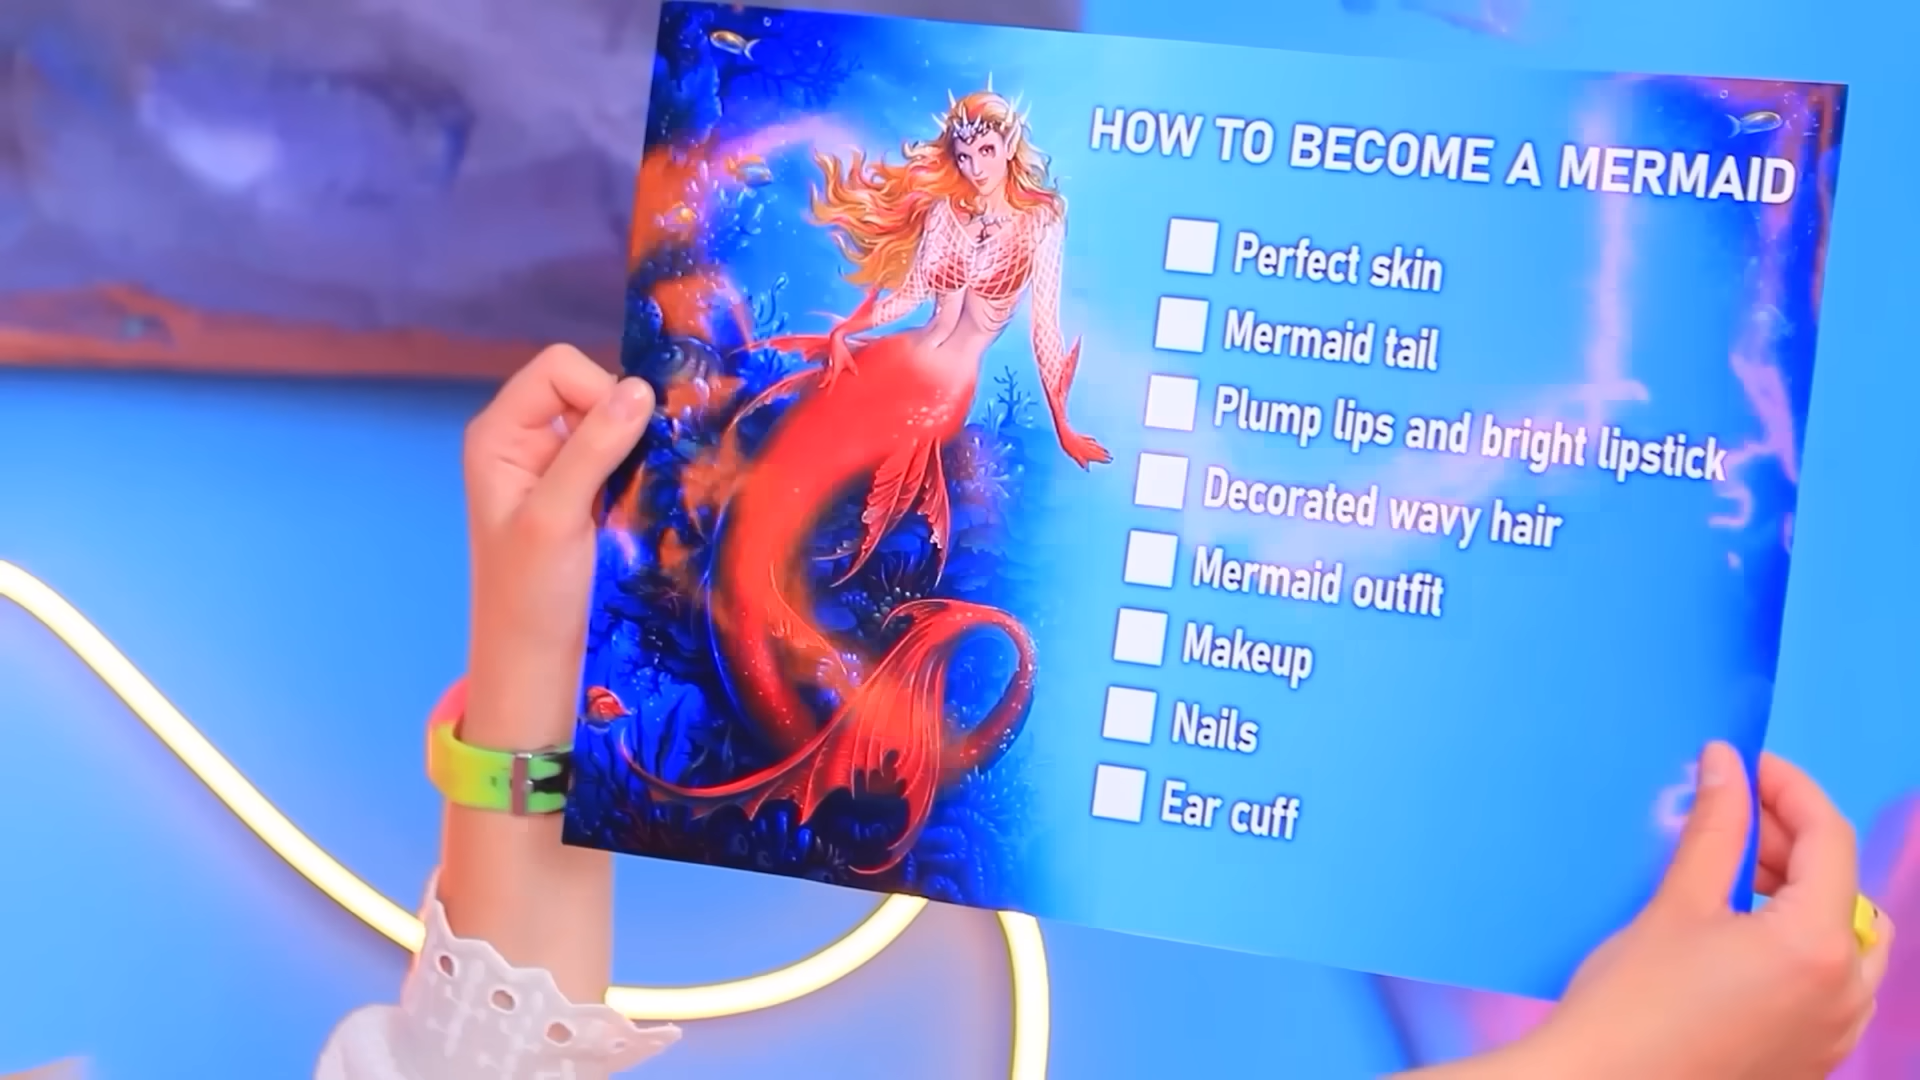 HOW TO BECOME A MERMAID
Perfect skin
Mermaid tail
Plump lips and bright lipstick
Decorated wavy hair
Mermaid outfit
Makeup
Nails
Ear cuff